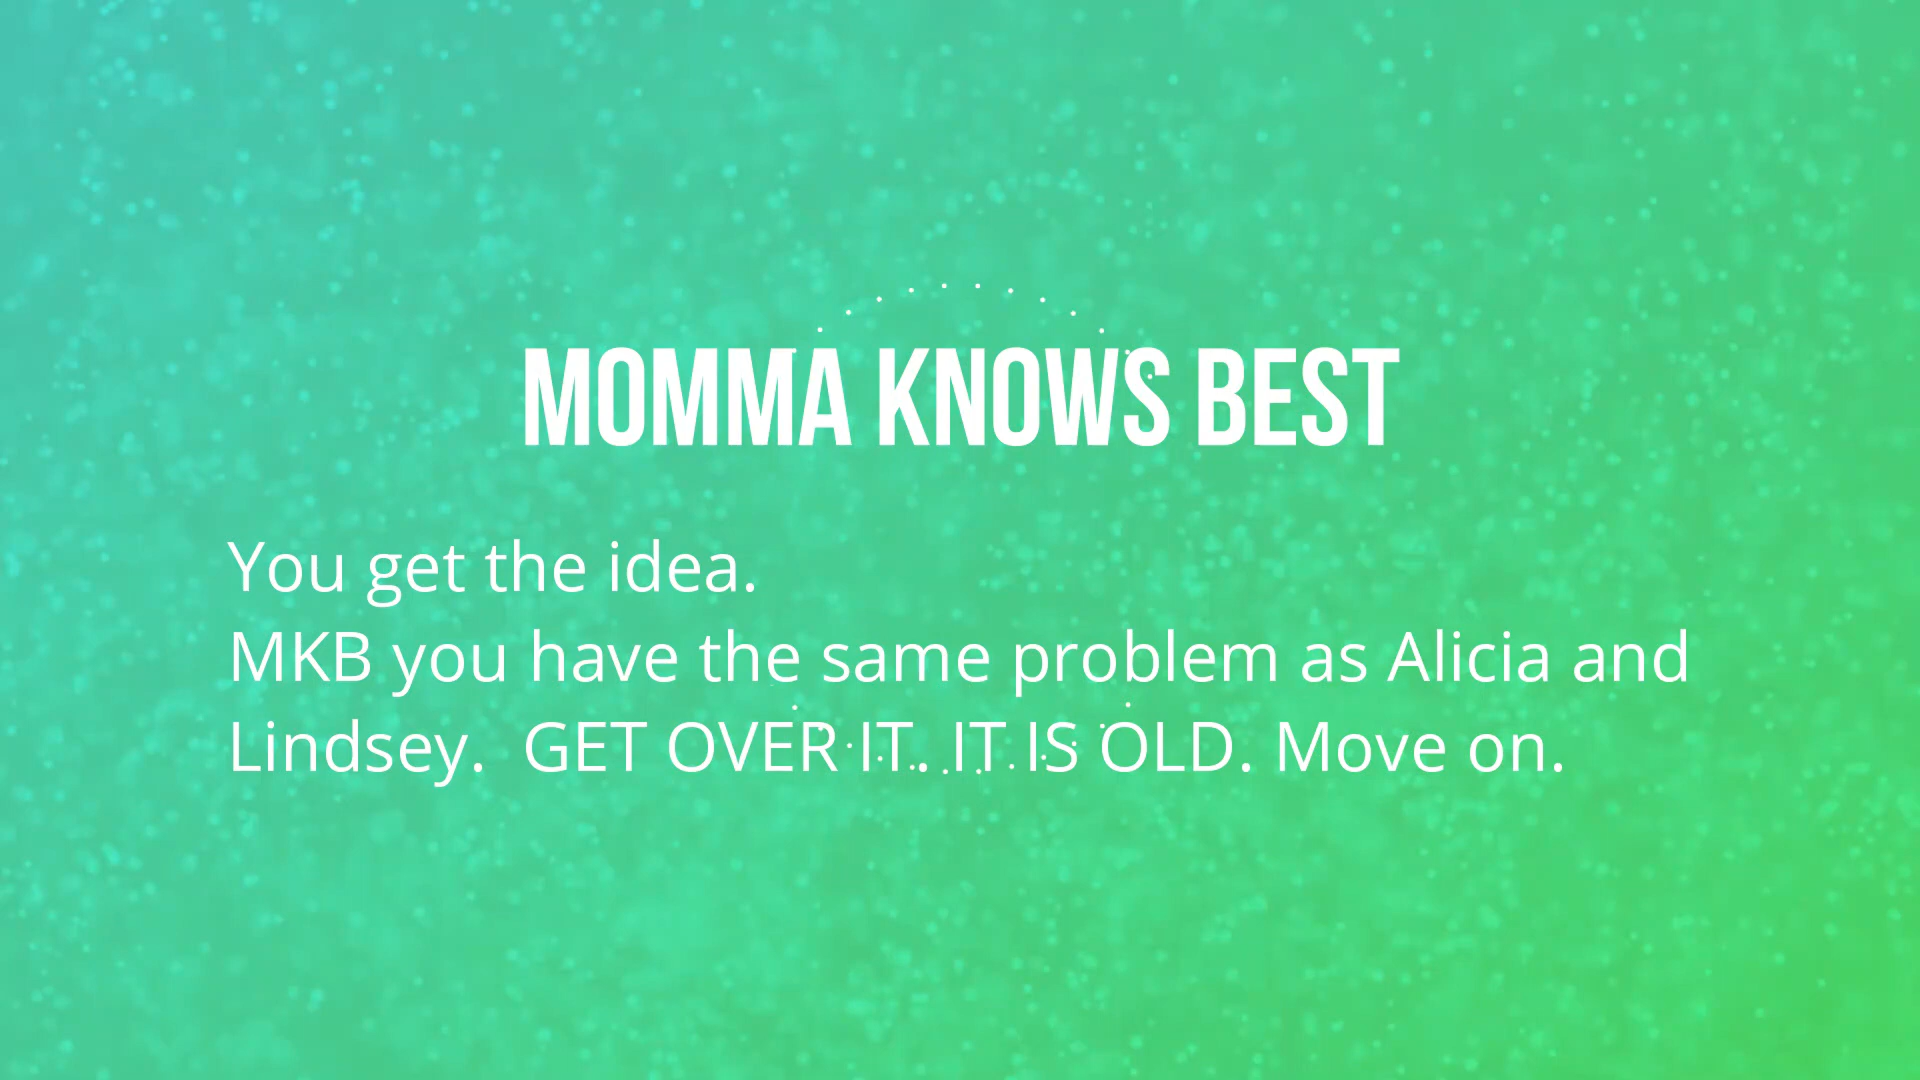 MOMMA KNOWS BEST
You get the idea.
MKB you have the same problem as Alicia and
Lindsey.  GET OVER IT. IT IS OLD. Move on.